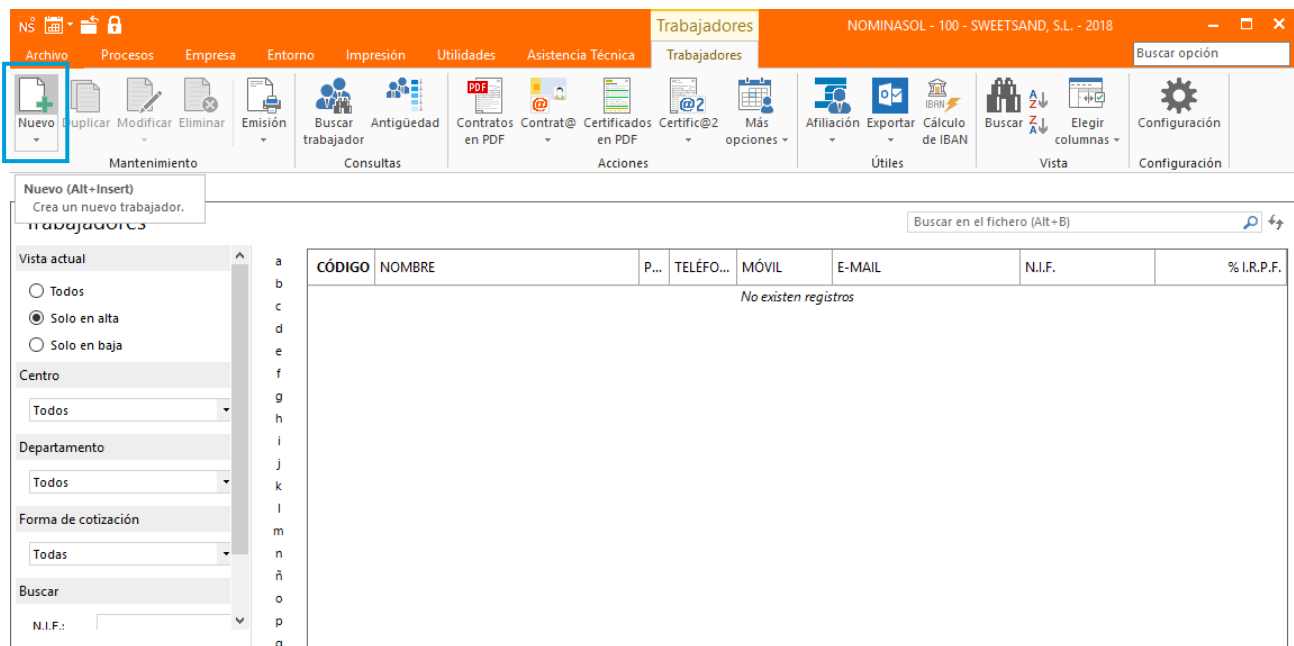 NS Trabajadores NOMINASOL - 100 - SWEETSAND, S.L. - 2018
Archivo Procesos Empresa Entorno Impresión Utilidades Asistencia Técnica Trabajadores Buscar opción
Nuevo Duplicar Modificar Eliminar Emisión Buscar trabajador Antigüedad Contratos en PDF Contrat@ Certificados en PDF Certific@2 Más opciones Afiliación Exportar Cálculo de IBAN Buscar Elegir columnas Configuración
Mantenimiento Consultas Acciones Útiles Vista Configuración
Nuevo (Alt+Insert)
Crea un nuevo trabajador.
Trabajadores Buscar en el fichero (Alt+B)
Vista actual
Todos
Solo en alta
Solo en baja
Centro
Todos
Departamento
Todos
Forma de cotización
Todas
Buscar
N.I.F.:
a
b
c
d
e
f
g
h
i
j
k
l
m
n
ñ
o
p
q
CÓDIGO NOMBRE P... TELÉFO... MÓVIL E-MAIL N.I.F. % I.R.P.F.
No existen registros